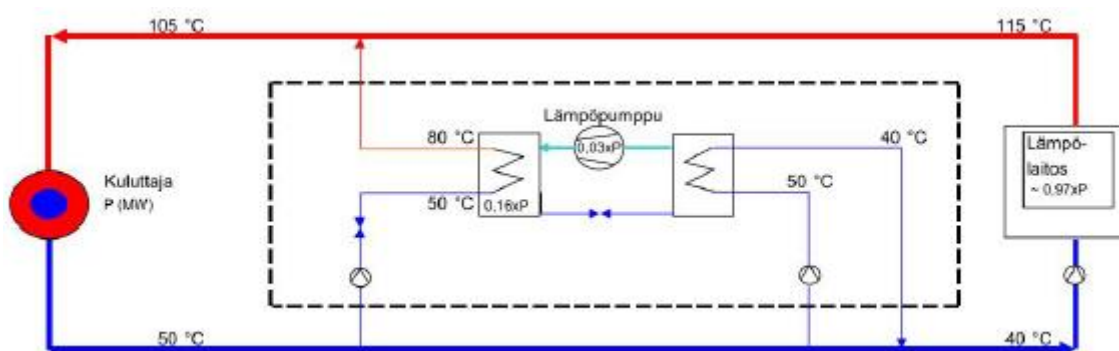 105 °C
115 °C
Lämpöpumppu
80 °C
0,03xP
40 °C
Lämpö-
laitos
~ 0,97xP
Kuluttaja
P (MW)
50 °C
0,16xP
50 °C
50 °C
40 °C